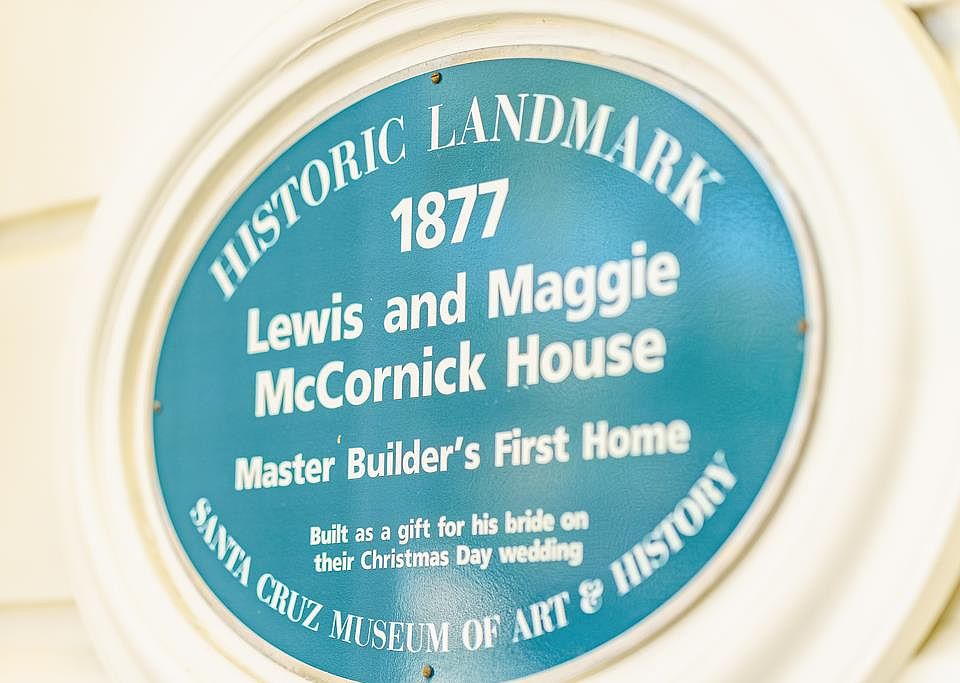 HISTORIC LANDMARK
1877
Lewis and Maggie
McCornick House
Master Builder's First Home
Built as a gift for his bride on
their Christmas Day wedding
SANTA CRUZ MUSEUM OF ART & HISTORY